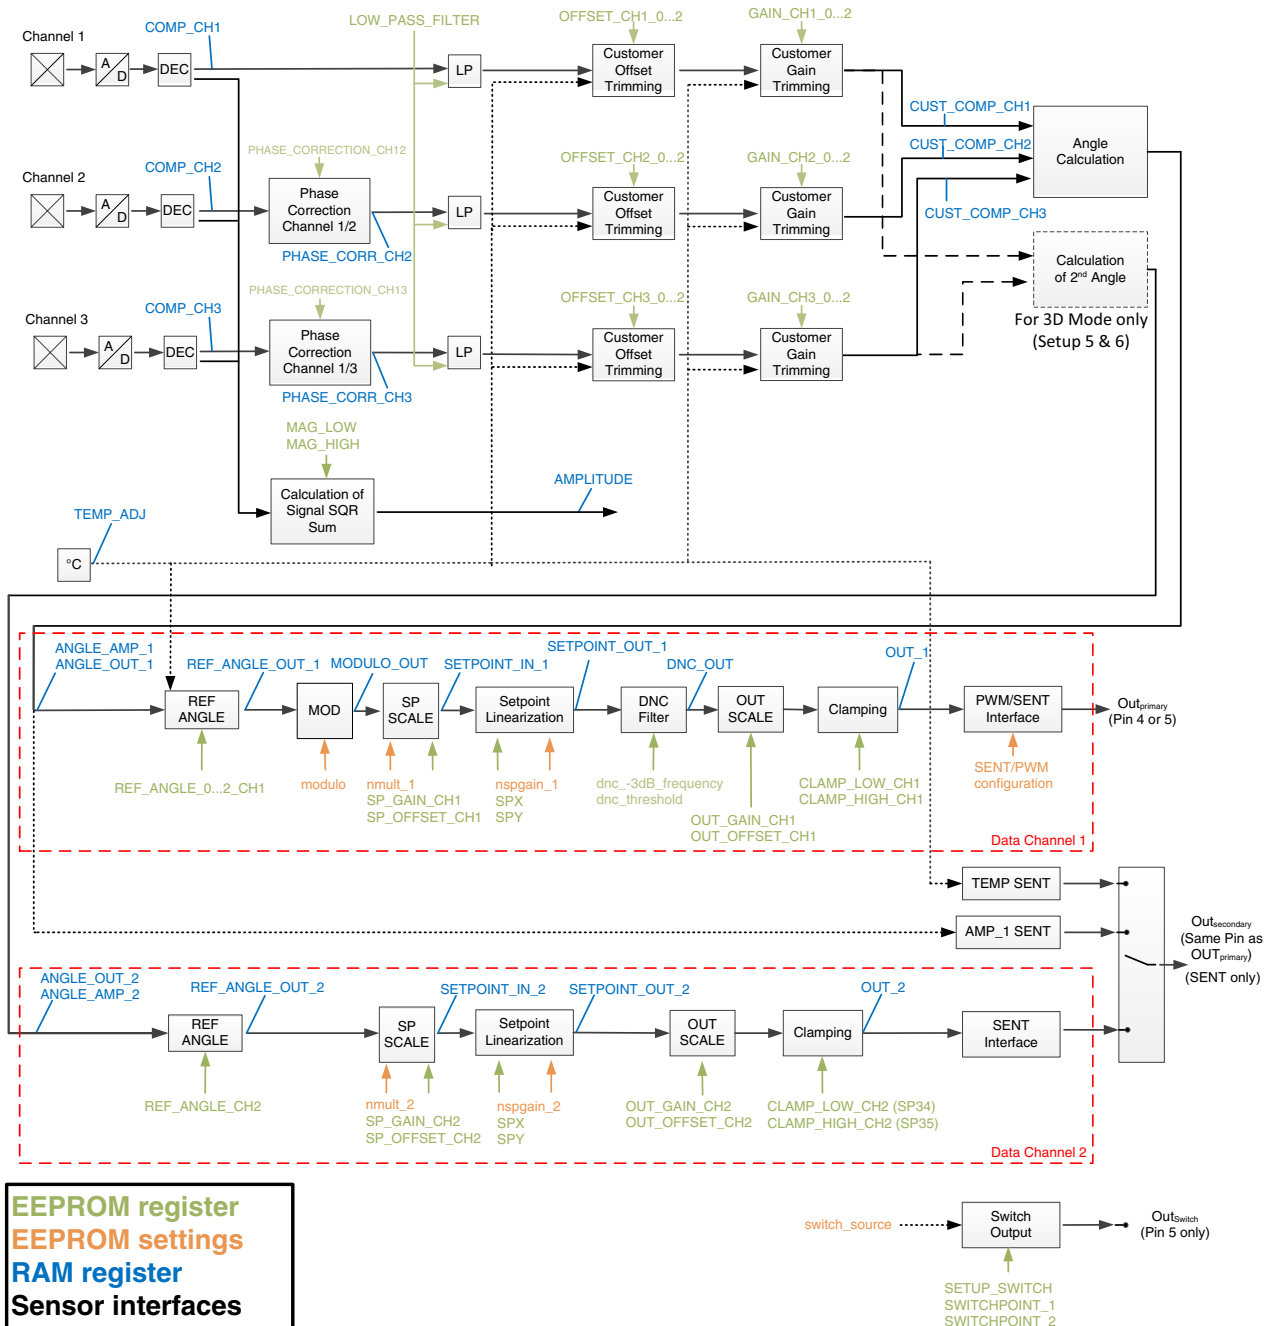 LOW_PASS_FILTER
OFFSET_CH1_0...2
GAIN_CH1_0...2
COMP_CH1
Channel 1
A
D
DEC
LP
Customer
Offset
Trimming
Customer
Gain
Trimming
CUST_COMP_CH1
CUST_COMP_CH2
CUST_COMP_CH3
Angle
Calculation
PHASE_CORRECTION_CH12
OFFSET_CH2_0...2
GAIN_CH2_0...2
COMP_CH2
Channel 2
A
D
DEC
Phase
Correction
Channel 1/2
PHASE_CORR_CH2
LP
Customer
Offset
Trimming
Customer
Gain
Trimming
Calculation
of 2nd Angle
For 3D Mode only
(Setup 5 & 6)
PHASE_CORRECTION_CH13
OFFSET_CH3_0...2
GAIN_CH3_0...2
COMP_CH3
Channel 3
A
D
DEC
Phase
Correction
Channel 1/3
PHASE_CORR_CH3
LP
Customer
Offset
Trimming
Customer
Gain
Trimming
MAG_LOW
MAG_HIGH
Calculation of
Signal SQR
Sum
AMPLITUDE
TEMP_ADJ
°C
ANGLE_AMP_1
ANGLE_OUT_1
REF_ANGLE_OUT_1
MODULO_OUT
SETPOINT_IN_1
SETPOINT_OUT_1
DNC_OUT
OUT_1
REF
ANGLE
MOD
SP
SCALE
Setpoint
Linearization
DNC
Filter
OUT
SCALE
Clamping
PWM/SENT
Interface
Outprimary
(Pin 4 or 5)
REF_ANGLE_0...2_CH1
modulo
nmult_1
SP_GAIN_CH1
SP_OFFSET_CH1
nspgain_1
SPX
SPY
dnc_-3dB_frequency
dnc_threshold
OUT_GAIN_CH1
OUT_OFFSET_CH1
CLAMP_LOW_CH1
CLAMP_HIGH_CH1
SENT/PWM
configuration
Data Channel 1
TEMP SENT
AMP_1 SENT
Outsecondary
(Same Pin as
OUTprimary)
(SENT only)
ANGLE_OUT_2
ANGLE_AMP_2
REF_ANGLE_OUT_2
SETPOINT_IN_2
SETPOINT_OUT_2
OUT_2
REF
ANGLE
SP
SCALE
Setpoint
Linearization
OUT
SCALE
Clamping
SENT
Interface
REF_ANGLE_CH2
nmult_2
SP_GAIN_CH2
SP_OFFSET_CH2
nspgain_2
SPX
SPY
OUT_GAIN_CH2
OUT_OFFSET_CH2
CLAMP_LOW_CH2 (SP34)
CLAMP_HIGH_CH2 (SP35)
Data Channel 2
EEPROM register
EEPROM settings
RAM register
Sensor interfaces
switch_source
Switch
Output
OutSwitch
(Pin 5 only)
SETUP_SWITCH
SWITCHPOINT_1
SWITCHPOINT_2